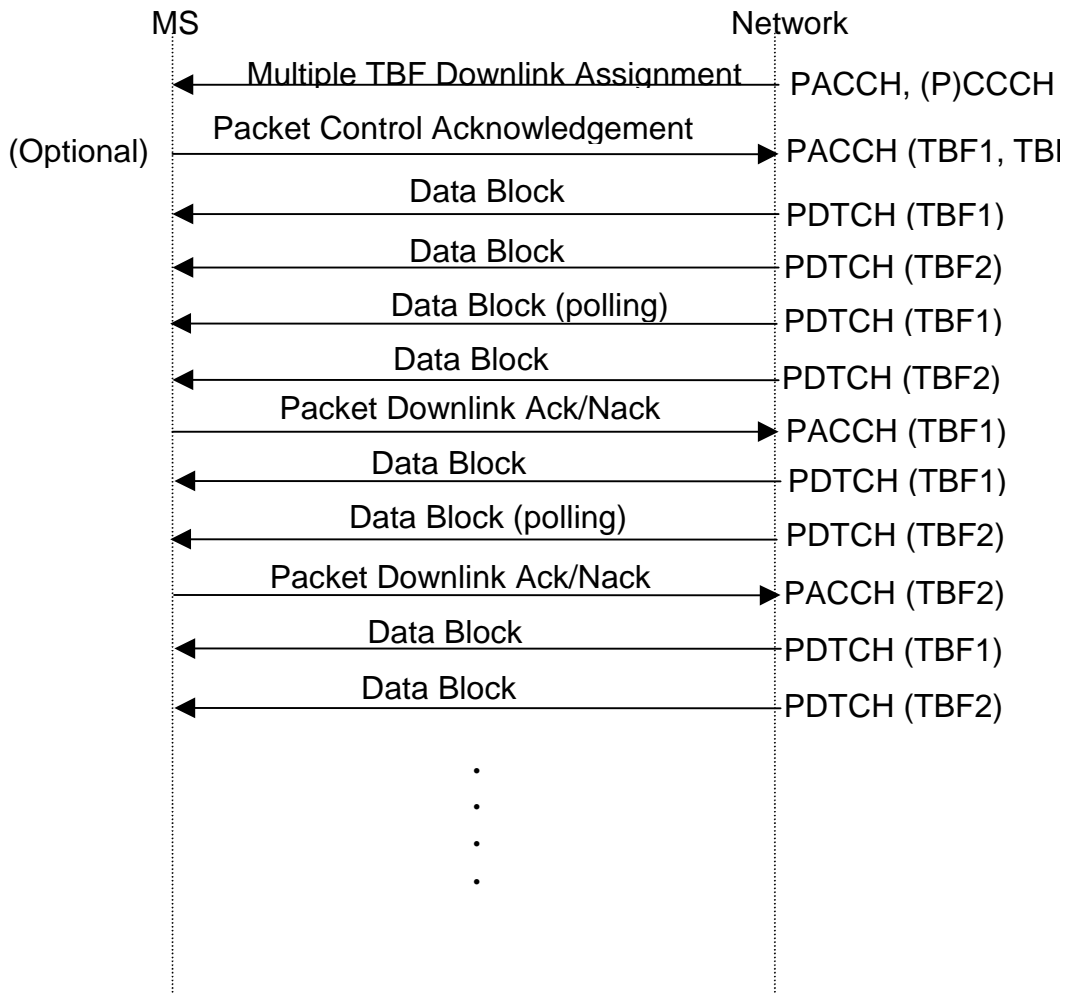 MS Network
Multiple TBF Downlink Assignment PACCH, (P)CCCH
(Optional) Packet Control Acknowledgement PACCH (TBF1,
Data Block PDTCH (TBF1)
Data Block PDTCH (TBF2)
Data Block (polling) PDTCH (TBF1)
Data Block PDTCH (TBF2)
Packet Downlink Ack/Nack PACCH (TBF1)
Data Block PDTCH (TBF1)
Data Block (polling) PDTCH (TBF2)
Packet Downlink Ack/Nack PACCH (TBF2)
Data Block PDTCH (TBF1)
Data Block PDTCH (TBF2)